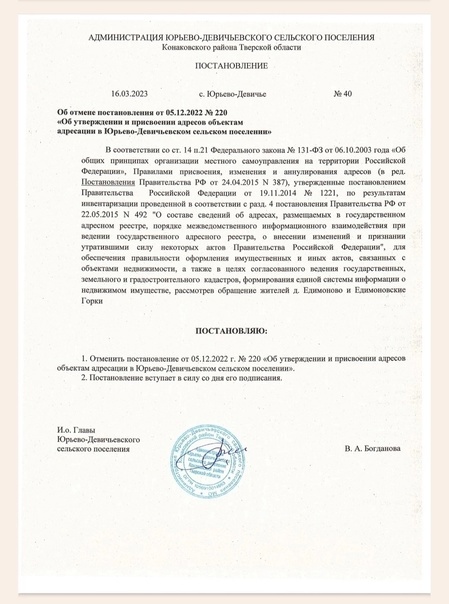 АДМИНИСТРАЦИЯ ЮРЬЕВО-ДЕВИЧЬЕВСКОГО СЕЛЬСКОГО ПОСЕЛЕНИЯ
Конаковского района Тверской области
ПОСТАНОВЛЕНИЕ
16.03.2023 с. Юрьево-Девичье № 40
Об отмене постановления от 05.12.2022 № 220
«Об утверждении и присвоении адресов объектам
адресации в Юрьево-Девичьевском сельском поселении»
В соответствии со ст. 14 п.21 Федерального закона № 131-ФЗ от 06.10.2003 года «Об
общих принципах организации местного самоуправления на территории Российской
Федерации», Правилами присвоения, изменения и аннулирования адресов (в ред.
Постановления Правительства РФ от 24.04.2015 N 387), утвержденные постановлением
Правительства Российской Федерации от 19.11.2014 № 1221, по результатам
инвентаризации проведенной в соответствии с разд. 4 постановления Правительства РФ от
22.05.2015 N 492 "О составе сведений об адресах, размещаемых в государственном
адресном реестре, порядке межведомственного информационного взаимодействия при
ведении государственного адресного реестра, о внесении изменений и признании
утратившими силу некоторых актов Правительства Российской Федерации", для
обеспечения правильности оформления имущественных и иных актов, связанных с
объектами недвижимости, а также в целях согласованного ведения государственных,
земельного и градостроительного кадастров, формирования единой системы информации о
недвижимом имуществе, рассмотрев обращение жителей д. Едимоново и Едимоновские
Горки
ПОСТАНОВЛЯЮ:
1. Отменить постановление от 05.12.2022 г. № 220 «Об утверждении и присвоении адресов
объектам адресации в Юрьево-Девичьевском сельском поселении».
2. Постановление вступает в силу со дня его подписания.
И.о. Главы
Юрьево-Девичьевского
сельского поселения В. А. Богданова